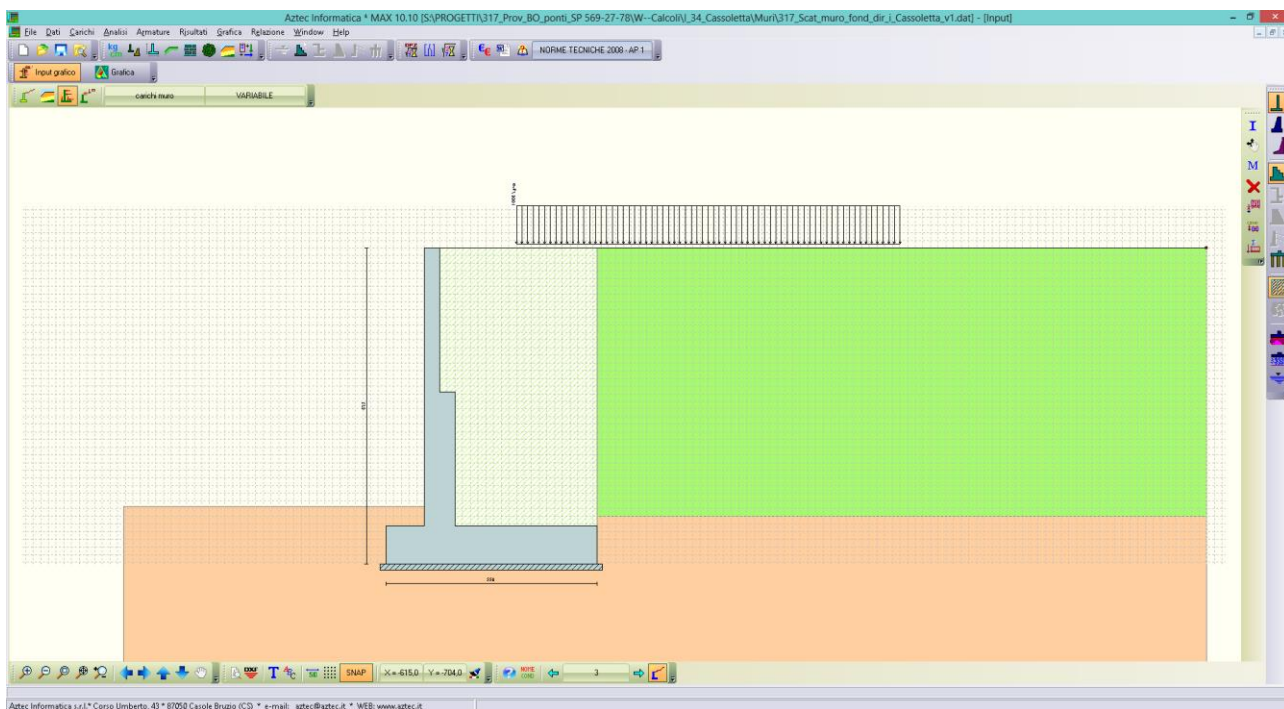 Aztec Informatica * MAX 10.10 [S:\PROGETTI\317_Prov_BO_ponti_SP 569-27-78\W--Calcoli\I_34_Cassoletta\Muri\317_Scat_muro_fond_dir_i_Cassoletta_v1.dat] - [Input]
File Dati Carichi Analisi Armature Risultati Grafica Relazione Window Help
NORME TECNICHE 2008 - AP 1
Input grafico Grafica
carichi muro VARIABILE
I
M
DXF T SNAP X = -615,0 Y = -704,0 NOME COND 3
Aztec Informatica s.r.l.* Corso Umberto, 43 * 87050 Casole Bruzio (CS) * e-mail: aztec@aztec.it * WEB: www.aztec.it